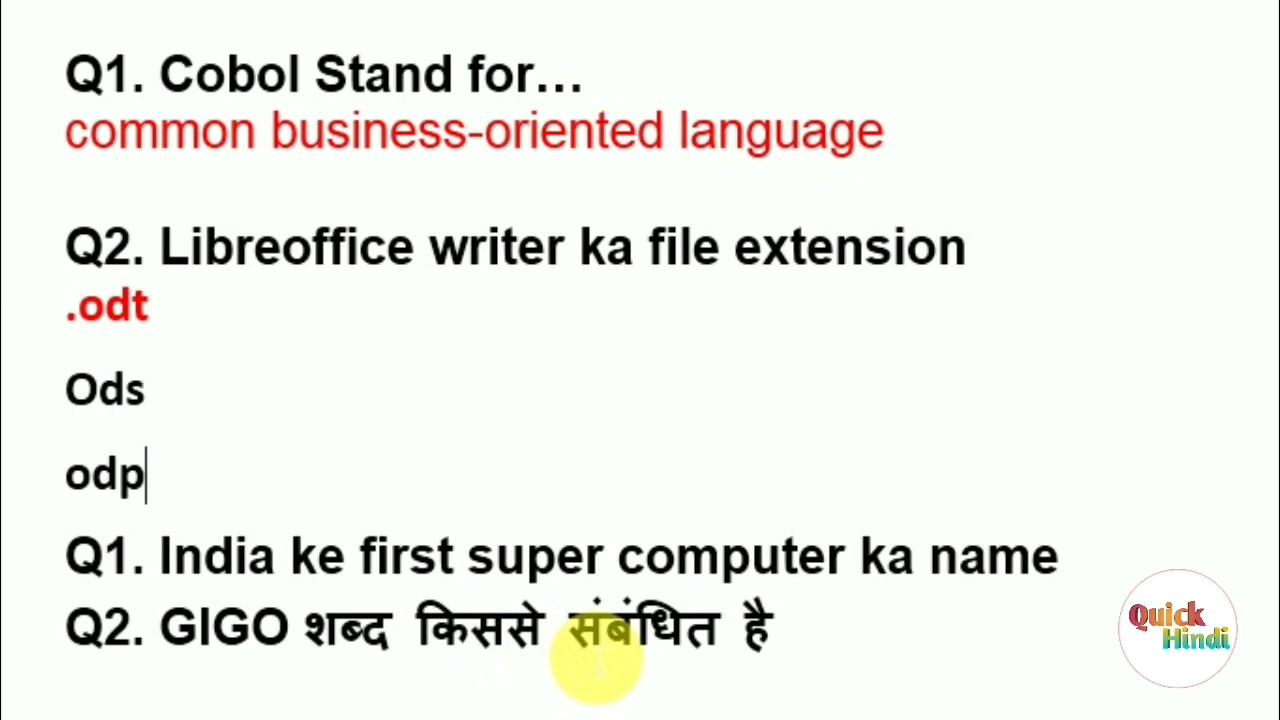 Q1. Cobol Stand for...
common business-oriented language
Q2. Libreoffice writer ka file extension
.odt
Ods
odp
Q1. India ke first super computer ka name
Q2. GIGO शब्द किससे संबंधित है
Quick
Hindi